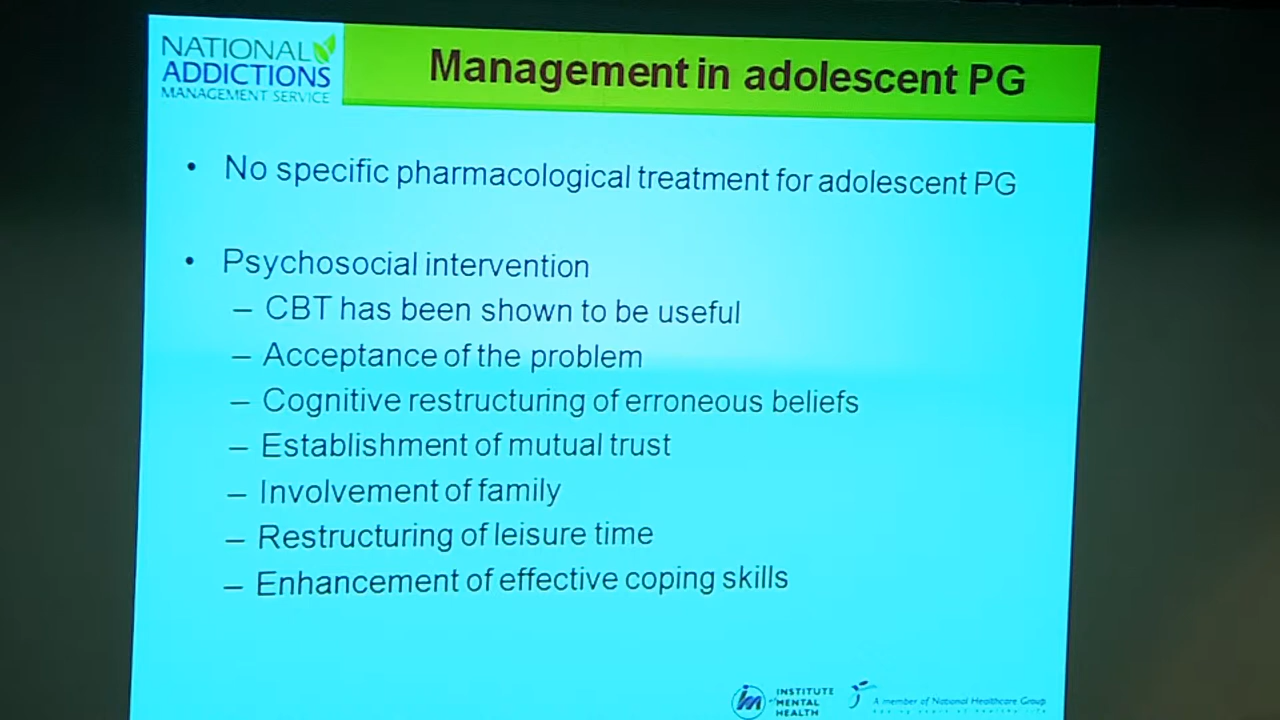 NATIONAL
ADDICTIONS
MANAGEMENT SERVICE
Management in adolescent PG
• No specific pharmacological treatment for adolescent PG
• Psychosocial intervention
– CBT has been shown to be useful
– Acceptance of the problem
– Cognitive restructuring of erroneous beliefs
– Establishment of mutual trust
– Involvement of family
– Restructuring of leisure time
– Enhancement of effective coping skills
INSTITUTE
MENTAL
HEALTH
A member of National Healthcare Group